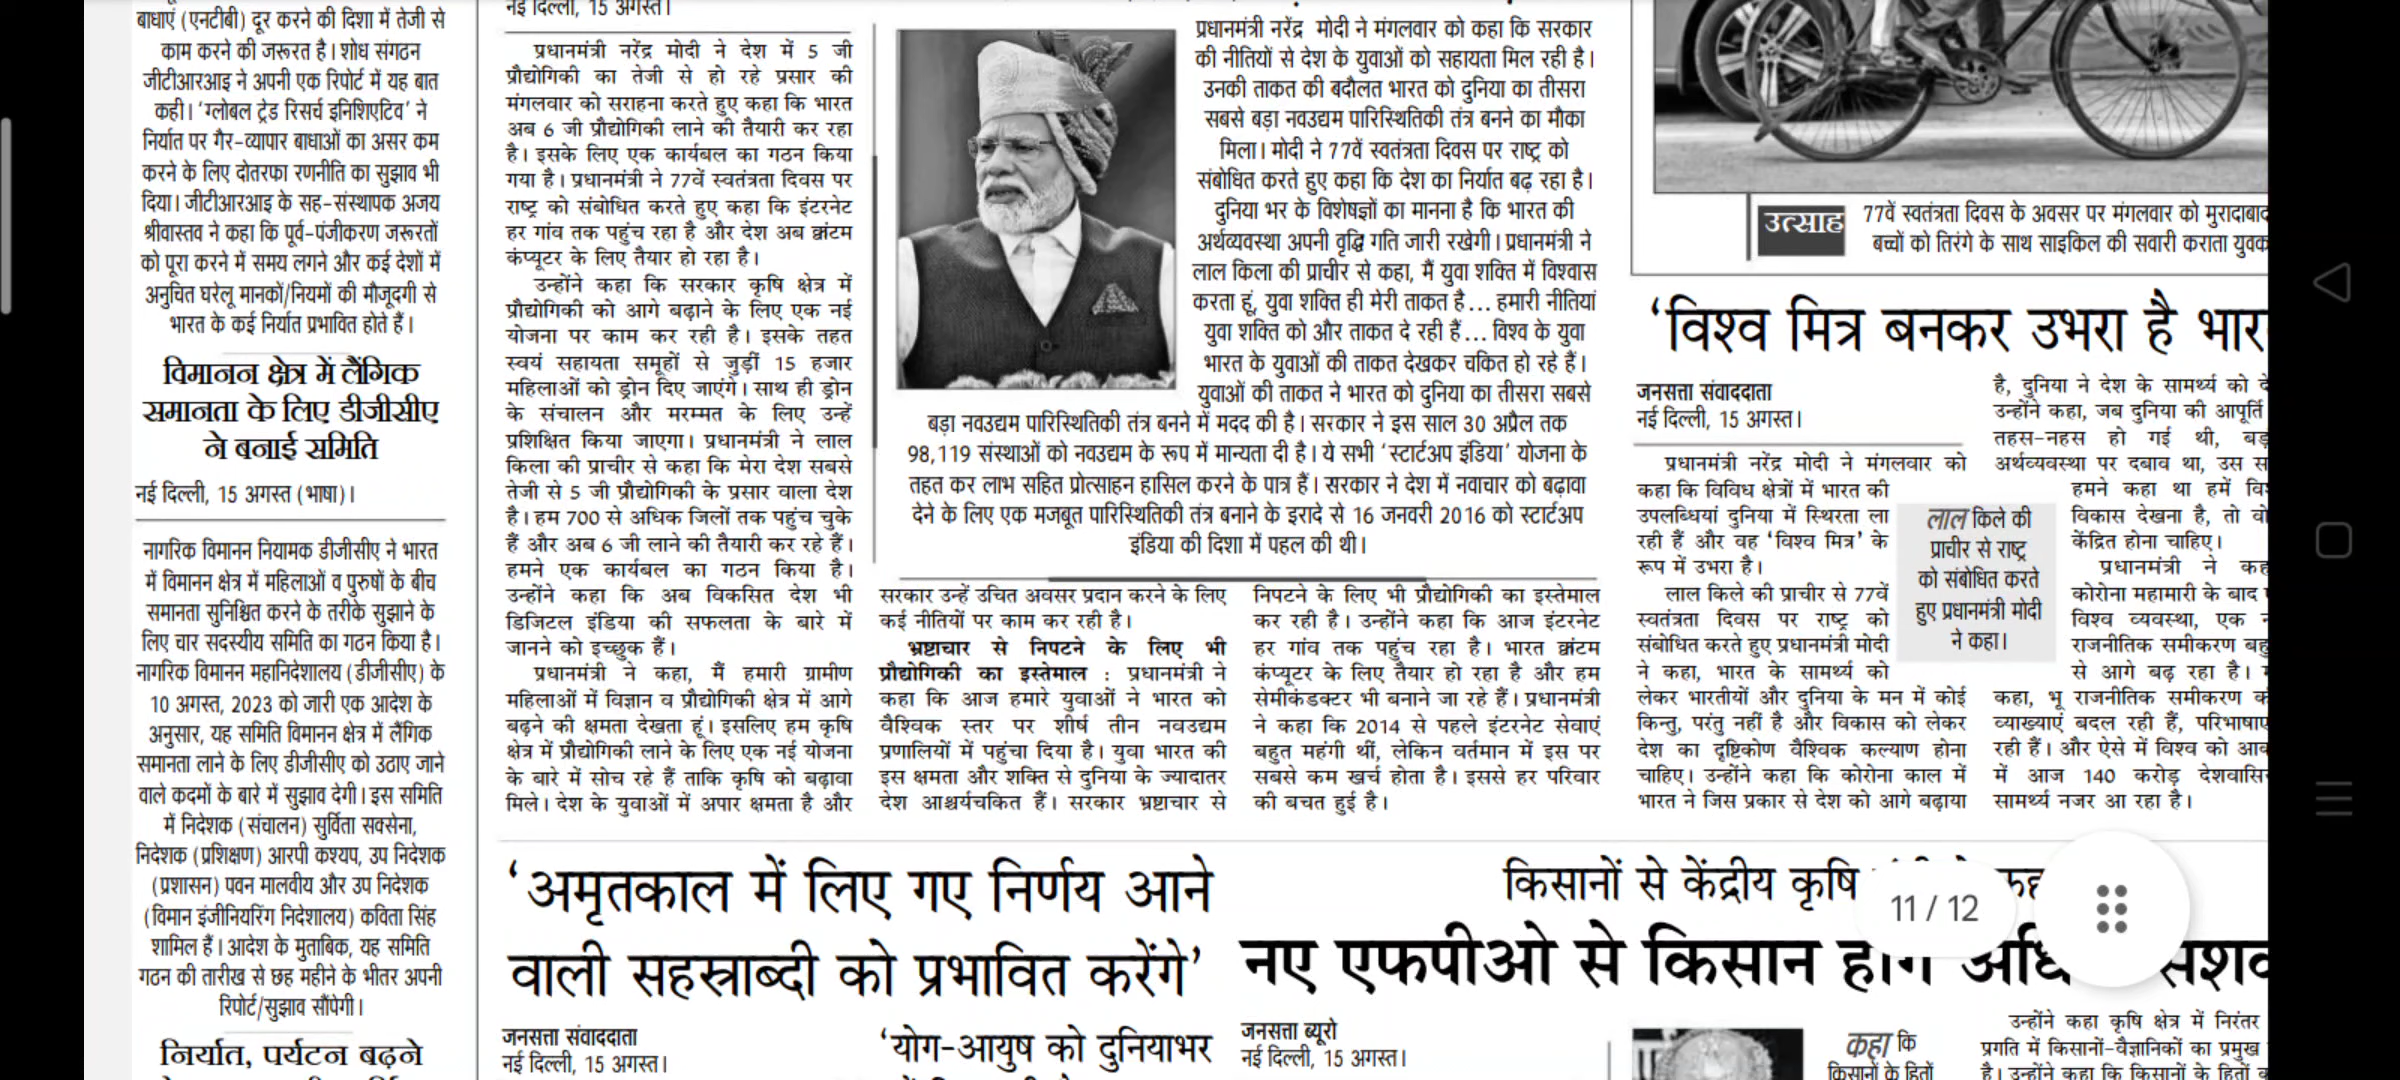 बाधाएं (एनटीबी) दूर करने की दिशा में तेजी से
काम करने की जरूरत है। शोध संगठन
जीटीआरआइ ने अपनी एक रिपोर्ट में यह बात
कही। 'ग्लोबल ट्रेड रिसर्च इनिशिएटिव' ने
निर्यात पर गैर-व्यापार बाधाओं का असर कम
करने के लिए दोतरफा रणनीति का सुझाव भी
दिया। जीटीआरआइ के सह-संस्थापक अजय
श्रीवास्तव ने कहा कि पूर्व-पंजीकरण जरूरतों
को पूरा करने में समय लगने और कई देशों में
अनुचित घरेलू मानकों/नियमों की मौजूदगी से
भारत के कई निर्यात प्रभावित होते हैं।
विमानन क्षेत्र में लैंगिक
समानता के लिए डीजीसीए
ने बनाई समिति
नई दिल्ली, 15 अगस्त (भाषा)।
नागरिक विमानन नियामक डीजीसीए ने भारत
में विमानन क्षेत्र में महिलाओं व पुरुषों के बीच
समानता सुनिश्चित करने के तरीके सुझाने के
लिए चार सदस्यीय समिति का गठन किया है।
नागरिक विमानन महानिदेशालय (डीजीसीए) के
10 अगस्त, 2023 को जारी एक आदेश के
अनुसार, यह समिति विमानन क्षेत्र में लैंगिक
समानता लाने के लिए डीजीसीए को उठाए जाने
वाले कदमों के बारे में सुझाव देगी। इस समिति
में निदेशक (संचालन) सुर्विता सक्सेना,
निदेशक (प्रशिक्षण) आरपी कश्यप, उप निदेशक
(प्रशासन) पवन मालवीय और उप निदेशक
(विमान इंजीनियरिंग निदेशालय) कविता सिंह
शामिल हैं। आदेश के मुताबिक, यह समिति
गठन की तारीख से छह महीने के भीतर अपनी
रिपोर्ट/सुझाव सौंपेगी।
निर्यात, पर्यटन बढ़ने
नई दिल्ली, 15 अगस्त।
प्रधानमंत्री नरेंद्र मोदी ने देश में 5 जी
प्रौद्योगिकी का तेजी से हो रहे प्रसार की
मंगलवार को सराहना करते हुए कहा कि भारत
अब 6 जी प्रौद्योगिकी लाने की तैयारी कर रहा
है। इसके लिए एक कार्यबल का गठन किया
गया है। प्रधानमंत्री ने 77वें स्वतंत्रता दिवस पर
राष्ट्र को संबोधित करते हुए कहा कि इंटरनेट
हर गांव तक पहुंच रहा है और देश अब क्वांटम
कंप्यूटर के लिए तैयार हो रहा है।
उन्होंने कहा कि सरकार कृषि क्षेत्र में
प्रौद्योगिकी को आगे बढ़ाने के लिए एक नई
योजना पर काम कर रही है। इसके तहत
स्वयं सहायता समूहों से जुड़ीं 15 हजार
महिलाओं को ड्रोन दिए जाएंगे। साथ ही ड्रोन
के संचालन और मरम्मत के लिए उन्हें
प्रशिक्षित किया जाएगा। प्रधानमंत्री ने लाल
किला की प्राचीर से कहा कि मेरा देश सबसे
तेजी से 5 जी प्रौद्योगिकी के प्रसार वाला देश
है। हम 700 से अधिक जिलों तक पहुंच चुके
हैं और अब 6 जी लाने की तैयारी कर रहे हैं।
हमने एक कार्यबल का गठन किया है।
उन्होंने कहा कि अब विकसित देश भी
डिजिटल इंडिया की सफलता के बारे में
जानने को इच्छुक हैं।
प्रधानमंत्री ने कहा, मैं हमारी ग्रामीण
महिलाओं में विज्ञान व प्रौद्योगिकी क्षेत्र में आगे
बढ़ने की क्षमता देखता हूं। इसलिए हम कृषि
क्षेत्र में प्रौद्योगिकी लाने के लिए एक नई योजना
के बारे में सोच रहे हैं ताकि कृषि को बढ़ावा
मिले। देश के युवाओं में अपार क्षमता है और
प्रधानमंत्री नरेंद्र मोदी ने मंगलवार को कहा कि सरकार
की नीतियों से देश के युवाओं को सहायता मिल रही है।
उनकी ताकत की बदौलत भारत को दुनिया का तीसरा
सबसे बड़ा नवउद्यम पारिस्थितिकी तंत्र बनने का मौका
मिला। मोदी ने 77वें स्वतंत्रता दिवस पर राष्ट्र को
संबोधित करते हुए कहा कि देश का निर्यात बढ़ रहा है।
दुनिया भर के विशेषज्ञों का मानना है कि भारत की
अर्थव्यवस्था अपनी वृद्धि गति जारी रखेगी। प्रधानमंत्री ने
लाल किला की प्राचीर से कहा, मैं युवा शक्ति में विश्वास
करता हूं, युवा शक्ति ही मेरी ताकत है... हमारी नीतियां
युवा शक्ति को और ताकत दे रही हैं... विश्व के युवा
भारत के युवाओं की ताकत देखकर चकित हो रहे हैं।
युवाओं की ताकत ने भारत को दुनिया का तीसरा सबसे
बड़ा नवउद्यम पारिस्थितिकी तंत्र बनने में मदद की है। सरकार ने इस साल 30 अप्रैल तक
98,119 संस्थाओं को नवउद्यम के रूप में मान्यता दी है। ये सभी 'स्टार्टअप इंडिया' योजना के
तहत कर लाभ सहित प्रोत्साहन हासिल करने के पात्र हैं। सरकार ने देश में नवाचार को बढ़ावा
देने के लिए एक मजबूत पारिस्थितिकी तंत्र बनाने के इरादे से 16 जनवरी 2016 को स्टार्टअप
इंडिया की दिशा में पहल की थी।
सरकार उन्हें उचित अवसर प्रदान करने के लिए
कई नीतियों पर काम कर रही है।
भ्रष्टाचार से निपटने के लिए भी
प्रौद्योगिकी का इस्तेमाल : प्रधानमंत्री ने
कहा कि आज हमारे युवाओं ने भारत को
वैश्विक स्तर पर शीर्ष तीन नवउद्यम
प्रणालियों में पहुंचा दिया है। युवा भारत की
इस क्षमता और शक्ति से दुनिया के ज्यादातर
देश आश्चर्यचकित हैं। सरकार भ्रष्टाचार से
निपटने के लिए भी प्रौद्योगिकी का इस्तेमाल
कर रही है। उन्होंने कहा कि आज इंटरनेट
हर गांव तक पहुंच रहा है। भारत क्वांटम
कंप्यूटर के लिए तैयार हो रहा है और हम
सेमीकंडक्टर भी बनाने जा रहे हैं। प्रधानमंत्री
ने कहा कि 2014 से पहले इंटरनेट सेवाएं
बहुत महंगी थीं, लेकिन वर्तमान में इस पर
सबसे कम खर्च होता है। इससे हर परिवार
की बचत हुई है।
उत्साह
77वें स्वतंत्रता दिवस के अवसर पर मंगलवार को मुरादाबाद
बच्चों को तिरंगे के साथ साइकिल की सवारी कराता युवक
'विश्व मित्र बनकर उभरा है भार
जनसत्ता संवाददाता
नई दिल्ली, 15 अगस्त।
प्रधानमंत्री नरेंद्र मोदी ने मंगलवार को
कहा कि विविध क्षेत्रों में भारत की
उपलब्धियां दुनिया में स्थिरता ला
रही हैं और वह 'विश्व मित्र' के
रूप में उभरा है।
लाल किले की प्राचीर से 77वें
स्वतंत्रता दिवस पर राष्ट्र को
संबोधित करते हुए प्रधानमंत्री मोदी
ने कहा, भारत के सामर्थ्य को
लेकर भारतीयों और दुनिया के मन में कोई
किन्तु, परंतु नहीं है और विकास को लेकर
देश का दृष्टिकोण वैश्विक कल्याण होना
चाहिए। उन्होंने कहा कि कोरोना काल में
भारत ने जिस प्रकार से देश को आगे बढ़ाया
लाल किले की
प्राचीर से राष्ट्र
को संबोधित करते
हुए प्रधानमंत्री मोदी
ने कहा।
है, दुनिया ने देश के सामर्थ्य को
उन्होंने कहा, जब दुनिया की आपूर्ति
तहस-नहस हो गई थी,
अर्थव्यवस्था पर दबाव था, उस
हमने कहा था हमें
विकास देखना है, तो
केंद्रित होना चाहिए।
प्रधानमंत्री ने
कोरोना महामारी के बाद
विश्व व्यवस्था, एक
राजनीतिक समीकरण
से आगे बढ़ रहा है।
कहा, भू राजनीतिक समीकरण
व्याख्याएं बदल रही हैं,
रही हैं। और ऐसे में विश्व को
में आज 140 करोड़
सामर्थ्य नजर आ रहा है।
'अमृतकाल में लिए गए निर्णय आने
वाली सहस्राब्दी को प्रभावित करेंगे'
जनसत्ता संवाददाता
नई दिल्ली, 15 अगस्त।
'योग-आयुष को दुनियाभर
किसानों से केंद्रीय कृषि
नए एफपीओ से किसान होंगे
जनसत्ता ब्यूरो
नई दिल्ली, 15 अगस्त।
कहा कि
किसानों के हितों
उन्होंने कहा कृषि क्षेत्र में निरंतर
प्रगति में किसानों-वैज्ञानिकों का प्रमुख
है। उन्होंने कहा कि किसानों के हितों
11 / 12